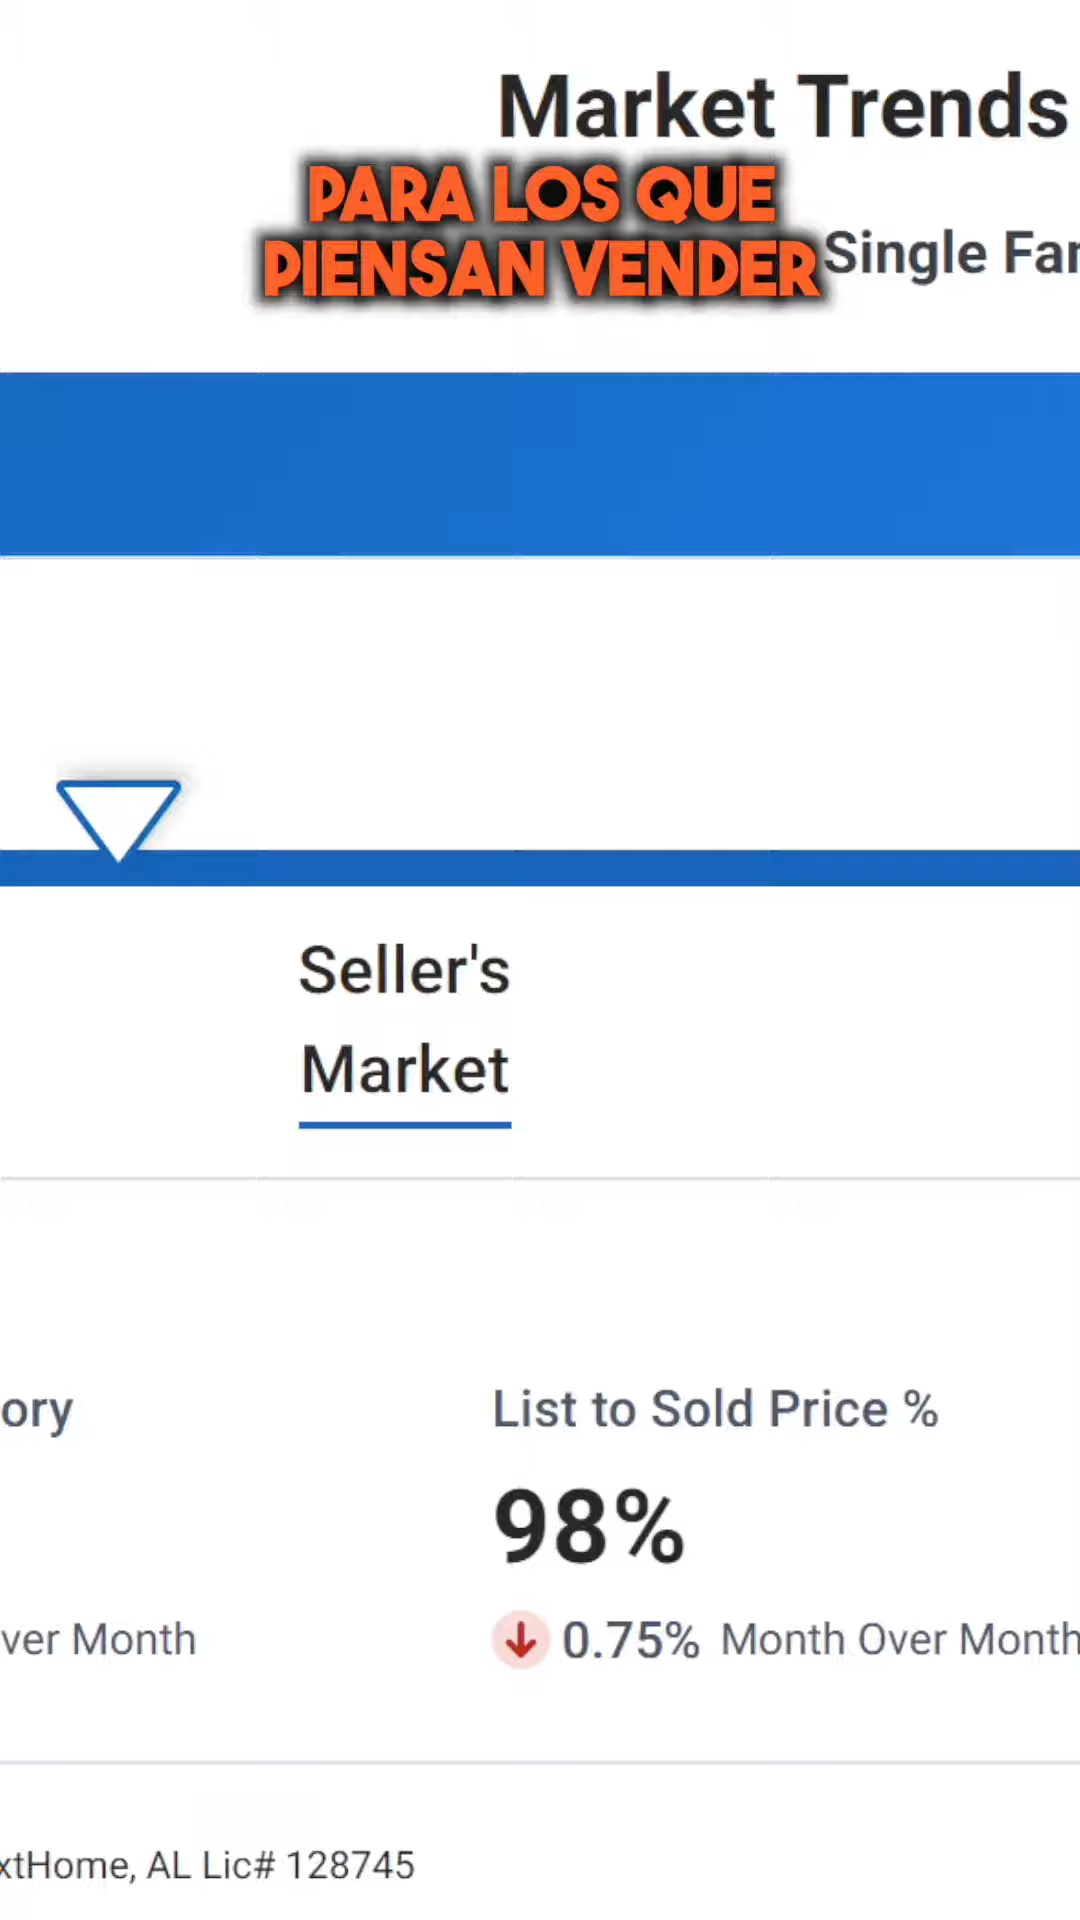 Market Trends
PARA LOS QUE
PIENSAN VENDER
Single Fam
Seller's
Market
ory
List to Sold Price %
98%
ver Month
0.75% Month Over Month
xtHome, AL Lic# 128745